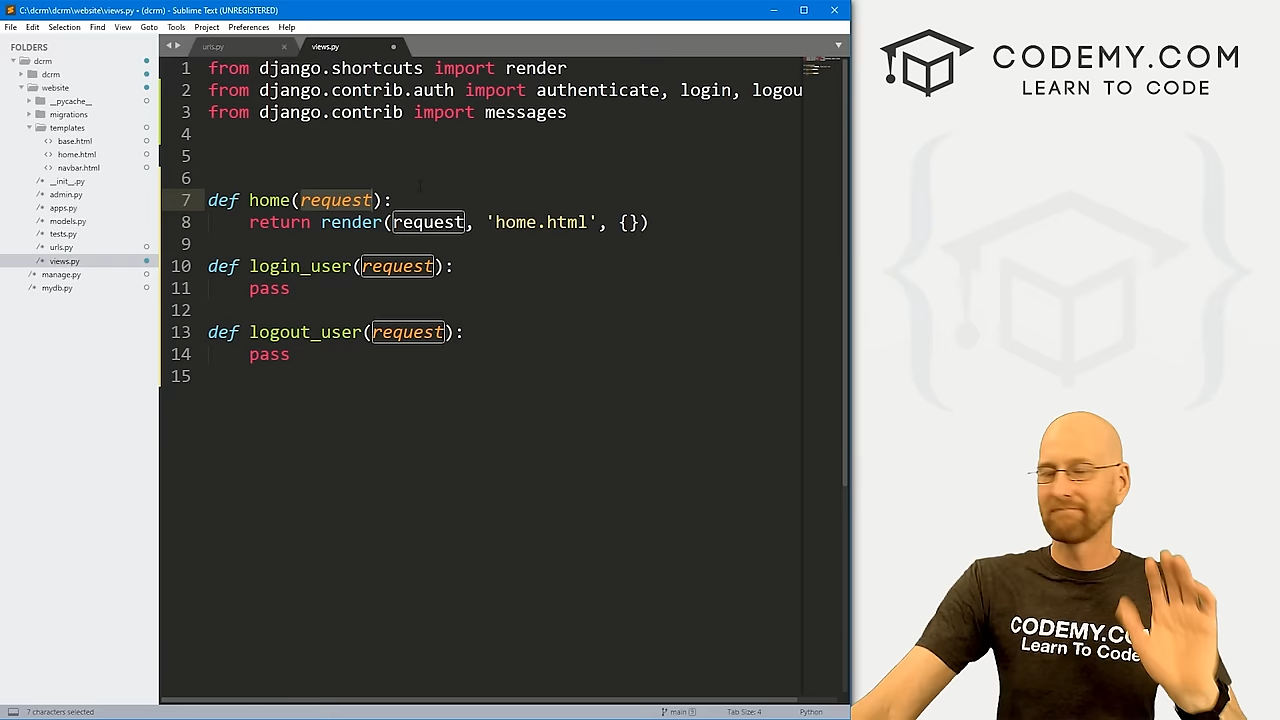 C:\dcrm\dcrm\website\views.py • (dcrm) - Sublime Text (UNREGISTERED)
File Edit Selection Find View Goto Tools Project Preferences Help
FOLDERS
dcrm
dcrm
website
__pycache__
migrations
templates
base.html
home.html
navbar.html
__init__.py
admin.py
apps.py
models.py
tests.py
urls.py
views.py
manage.py
mydb.py
urls.py
views.py
1 from django.shortcuts import render
2 from django.contrib.auth import authenticate, login, logou
3 from django.contrib import messages
4
5
6
7 def home(request):
8 return render(request, 'home.html', {})
9
10 def login_user(request):
11 pass
12
13 def logout_user(request):
14 pass
15
7 characters selected
main 3
Tab Size: 4
Python
CODEMY.COM
LEARN TO CODE
CODEMY.CO
Learn To Code